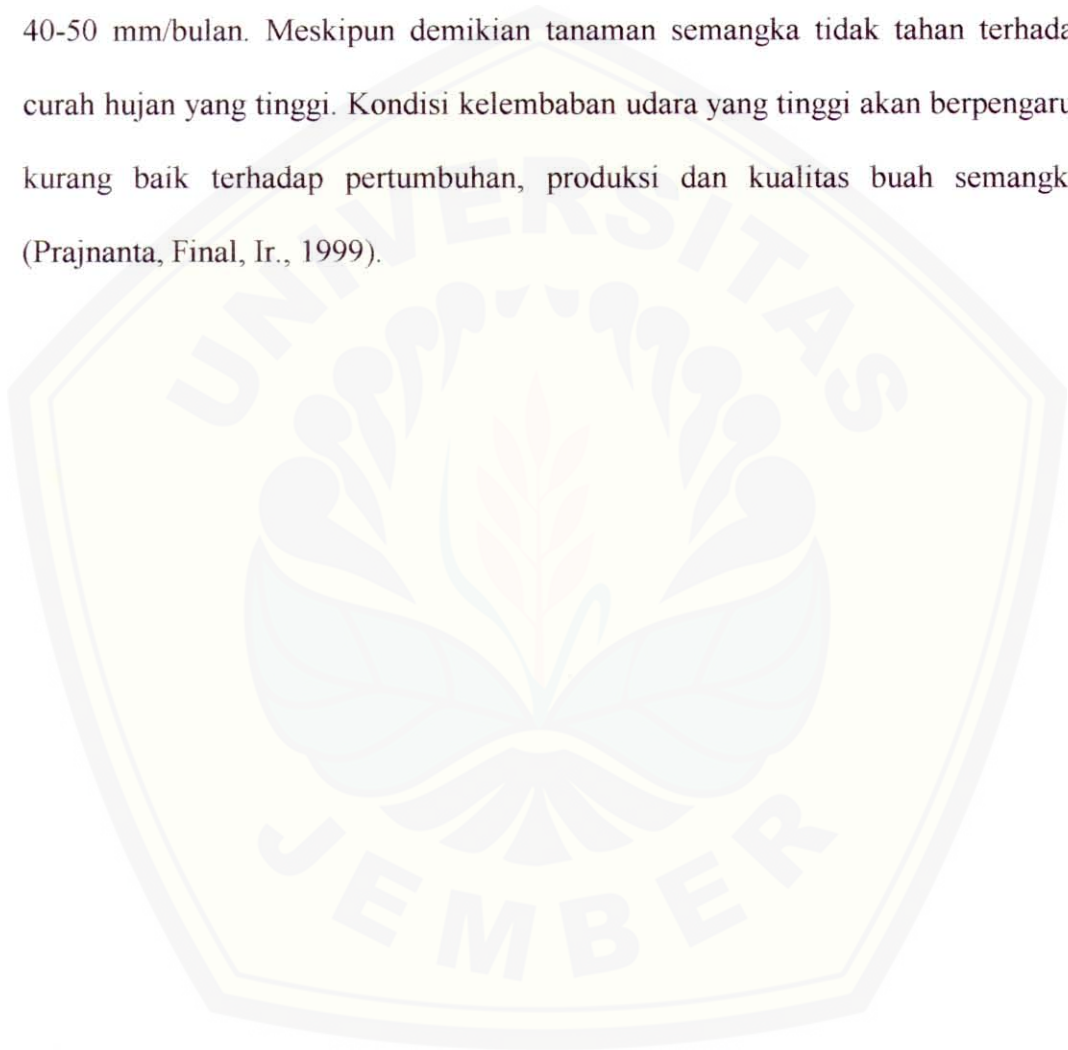 40-50 mm/bulan. Meskipun demikian tanaman semangka tidak tahan terhada
curah hujan yang tinggi. Kondisi kelembaban udara yang tinggi akan berpengaru
kurang baik terhadap pertumbuhan, produksi dan kualitas buah semangk
(Prajnanta, Final, Ir., 1999).
UNIVERSITAS
JEMBER